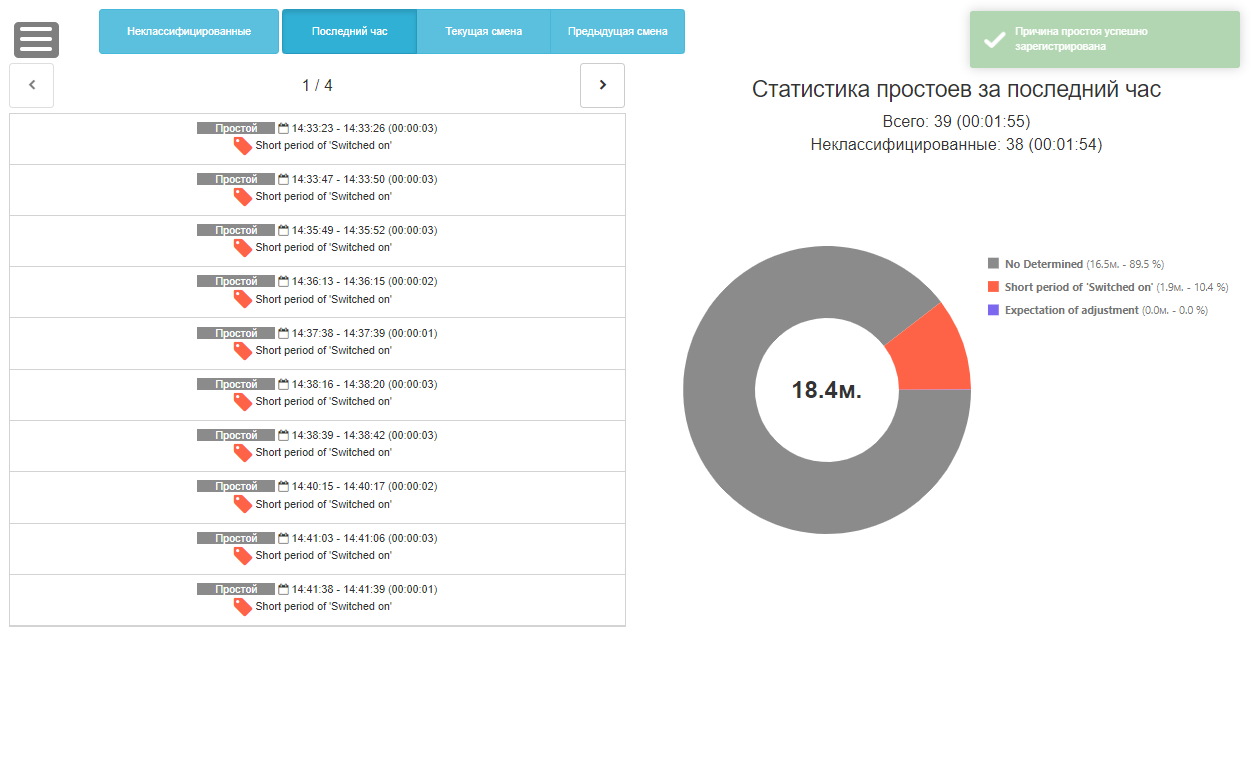 Неклассифицированные
Последний час
Текущая смена
Предыдущая смена
Причина простоя успешно
зарегистрирована
1 / 4
Простой 14:33:23 - 14:33:26 (00:00:03)
Short period of 'Switched on'
Простой 14:33:47 - 14:33:50 (00:00:03)
Short period of 'Switched on'
Простой 14:35:49 - 14:35:52 (00:00:03)
Short period of 'Switched on'
Простой 14:36:13 - 14:36:15 (00:00:02)
Short period of 'Switched on'
Простой 14:37:38 - 14:37:39 (00:00:01)
Short period of 'Switched on'
Простой 14:38:16 - 14:38:20 (00:00:03)
Short period of 'Switched on'
Простой 14:38:39 - 14:38:42 (00:00:03)
Short period of 'Switched on'
Простой 14:40:15 - 14:40:17 (00:00:02)
Short period of 'Switched on'
Простой 14:41:03 - 14:41:06 (00:00:03)
Short period of 'Switched on'
Простой 14:41:38 - 14:41:39 (00:00:01)
Short period of 'Switched on'
Статистика простоев за последний час
Всего: 39 (00:01:55)
Неклассифицированные: 38 (00:01:54)
18.4м.
No Determined (16.5м. - 89.5 %)
Short period of 'Switched on' (1.9м. - 10.4 %)
Expectation of adjustment (0.0м. - 0.0 %)